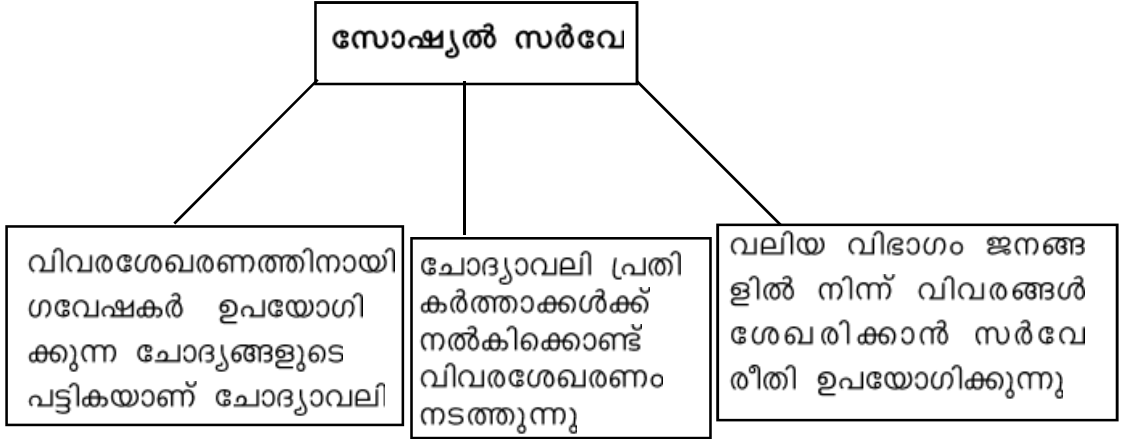 സോഷ്യൽ സർവേ
വിവരശേഖരണത്തിനായി
ഗവേഷകർ ഉപയോഗി
ക്കുന്ന ചോദ്യങ്ങളുടെ
പട്ടികയാണ് ചോദ്യാവലി
ചോദ്യാവലി പ്രതി
കർത്താക്കൾക്ക്
നൽകിക്കൊണ്ട്
വിവരശേഖരണം
നടത്തുന്നു
വലിയ വിഭാഗം ജനങ്ങ
ളിൽ നിന്ന് വിവരങ്ങൾ
ശേഖരിക്കാൻ സർവേ
രീതി ഉപയോഗിക്കുന്നു